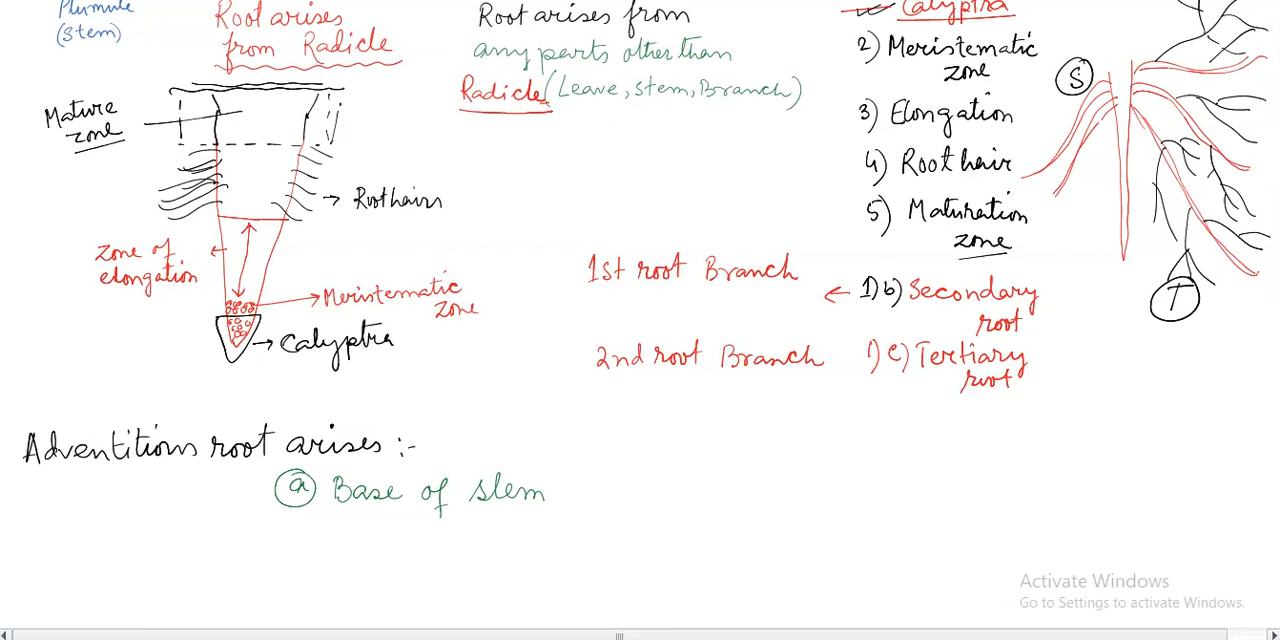 Plumule
(Stem)
Root arises
from Radicle
Root arises from
any parts other than
Radicle (Leave, stem, Branch)
Calyptra
2) Meristematic
zone
3) Elongation
4) Root hair
5) Maturation
zone
S
T
Mature
zone
→ Root hairs
zone of
elongation
Meristematic
zone
→ Calyptra
1st root Branch
← 1) b) Secondary
root
2nd root Branch
1) c) Tertiary
root
Adventitious root arises :-
a Base of stem
Activate Windows
Go to Settings to activate Windows.